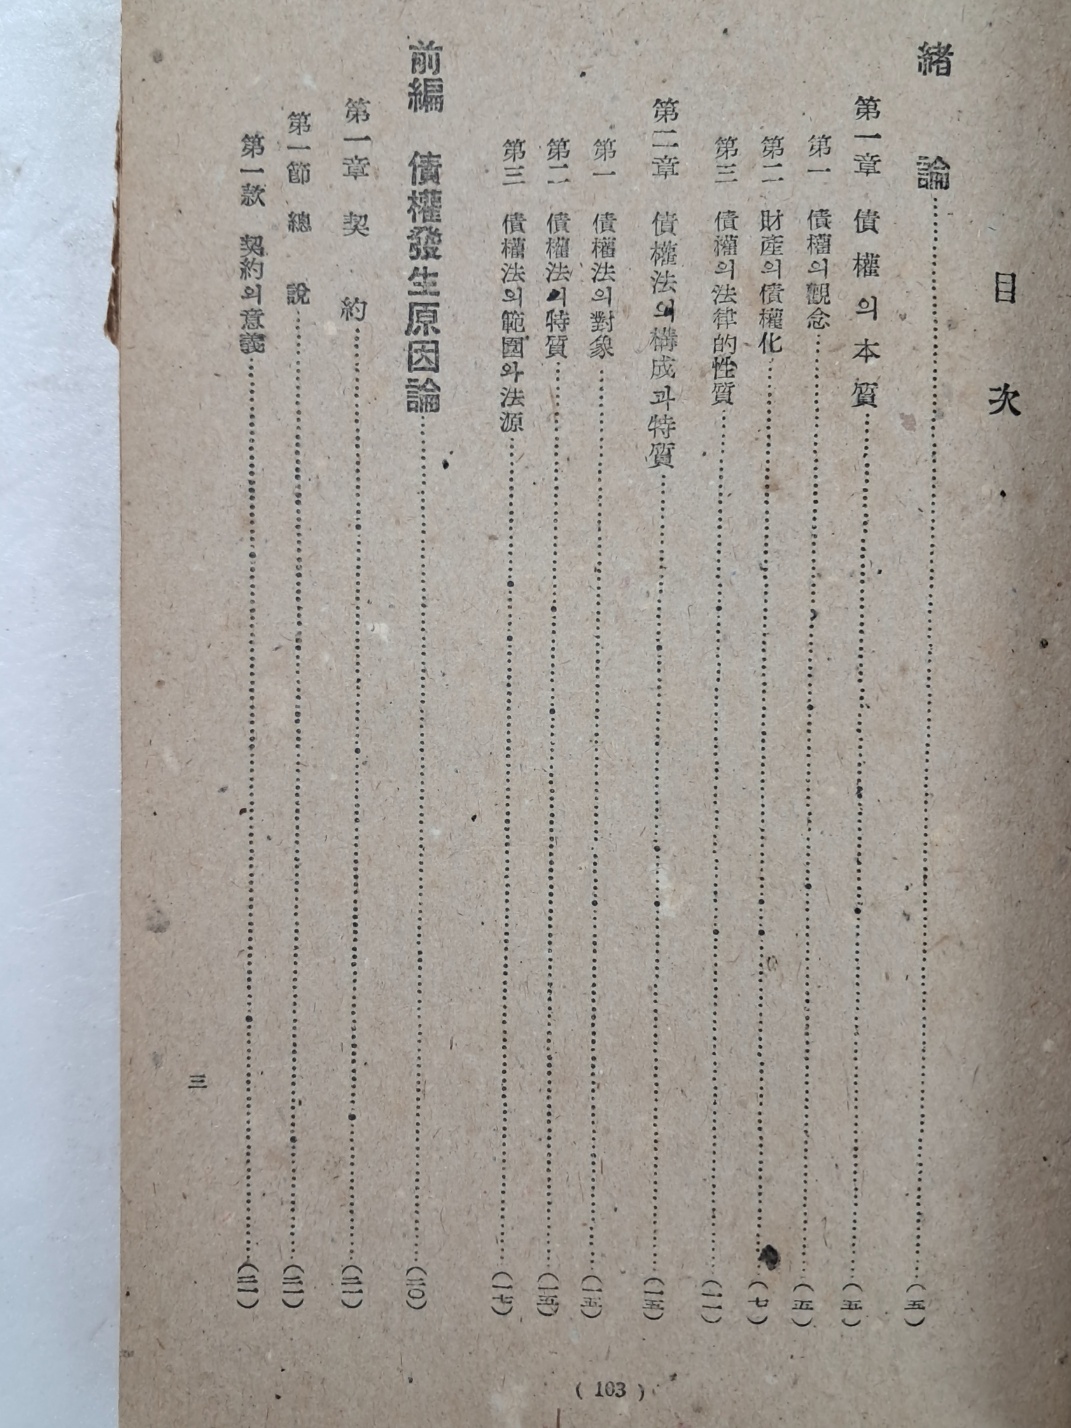 目次
緒論……(五)
第一章 債權의本質……(五)
第一 債權의觀念……(五)
第二 財產의債權化……(七)
第三 債權의法律的性質……(一一)
第二章 債權法의構成과特質……(一五)
第一 債權法의對象……(一五)
第二 債權法의特質……(一五)
第三 債權法의範圍와法源……(一七)
前編 債權發生原因論……(二〇)
第一章 契約……(二一)
第一節 總說……(二一)
第一款 契約의意義……(二一)
三
( 103 )